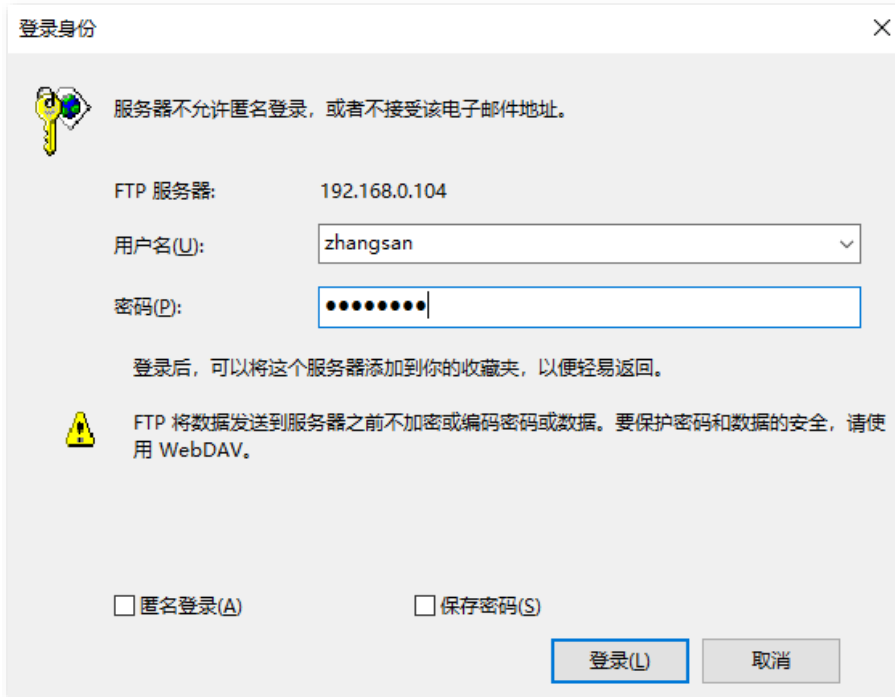 登录身份
服务器不允许匿名登录，或者不接受该电子邮件地址。
FTP 服务器: 192.168.0.104
用户名(U): zhangsan
密码(P): ●●●●●●●●
登录后，可以将这个服务器添加到你的收藏夹，以便轻易返回。
FTP 将数据发送到服务器之前不加密或编码密码或数据。要保护密码和数据的安全，请使
用 WebDAV。
匿名登录(A) 保存密码(S)
登录(L) 取消